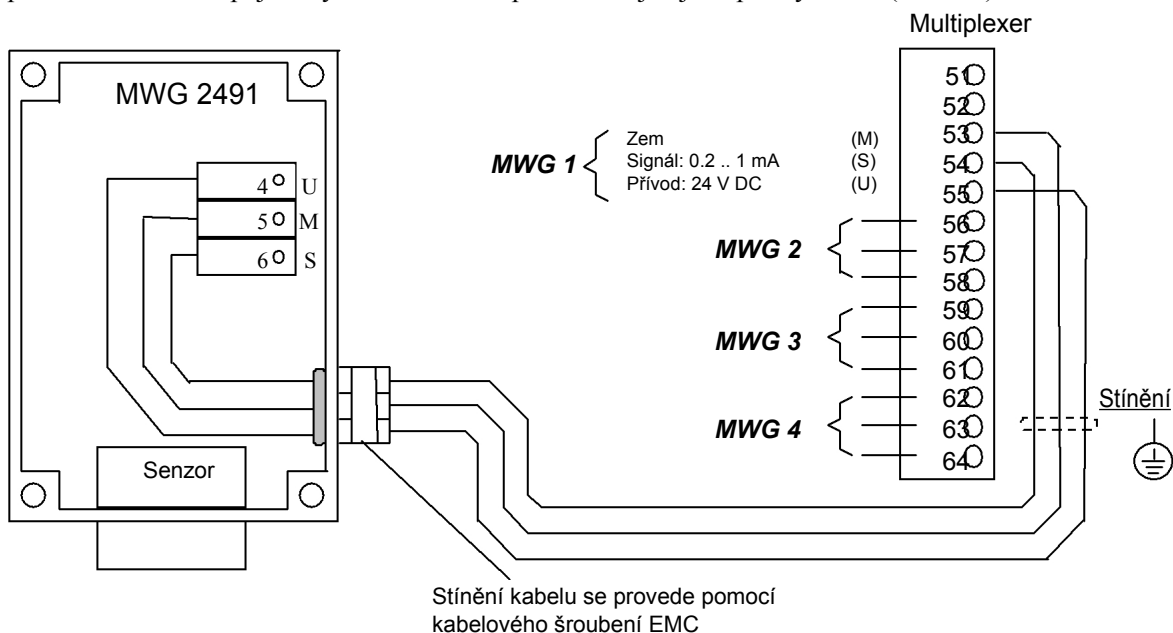 Multiplexer
MWG 2491
4 U
5 M
6 S
Senzor
MWG 1
Zem (M)
Signál: 0.2 .. 1 mA (S)
Přívod: 24 V DC (U)
MWG 2
MWG 3
MWG 4
51
52
53
54
55
56
57
58
59
60
61
62
63
64
Stínění
Stínění kabelu se provede pomocí
kabelového šroubení EMC